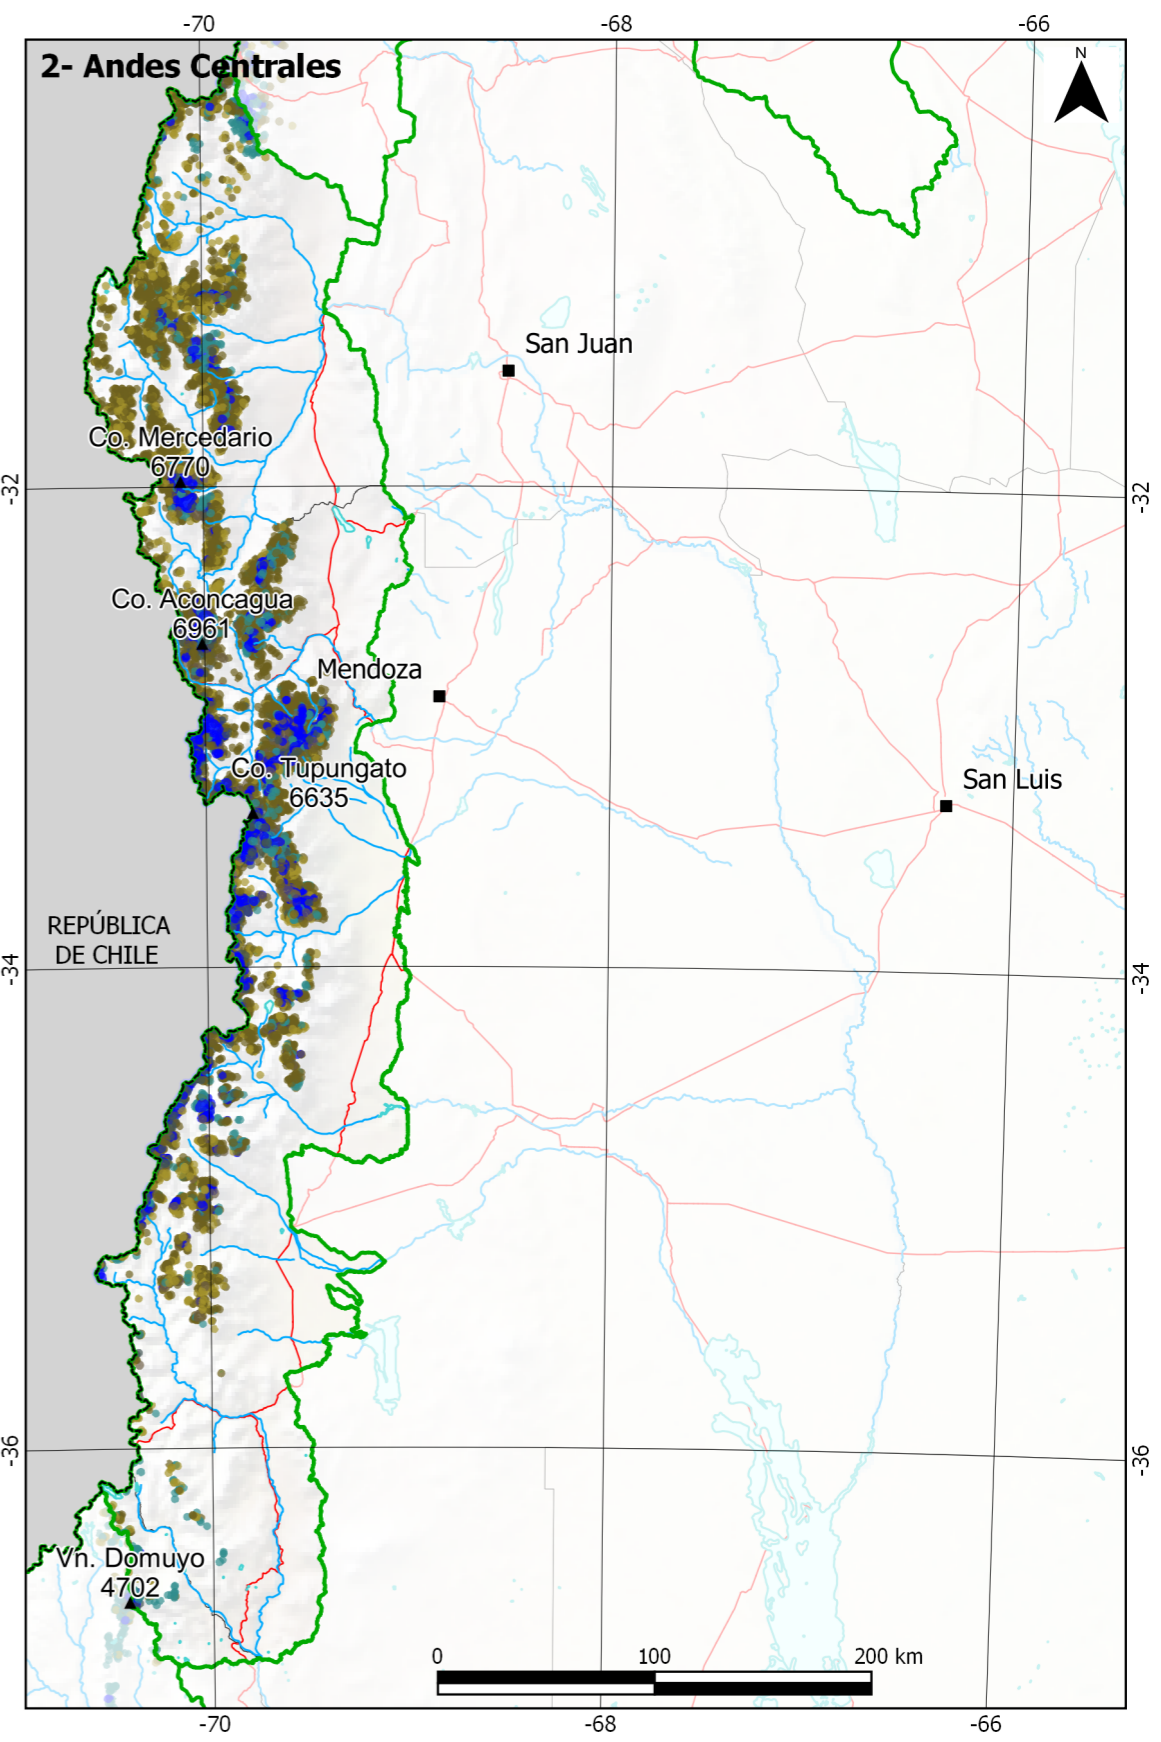 -70
-68
-66
2- Andes Centrales
N
San Juan
Co. Mercedario
6770
-32
-32
Co. Aconcagua
6961
Mendoza
Co. Tupungato
6635
San Luis
REPÚBLICA
DE CHILE
-34
-34
-36
-36
Vn. Domuyo
4702
0
100
200 km
-70
-68
-66